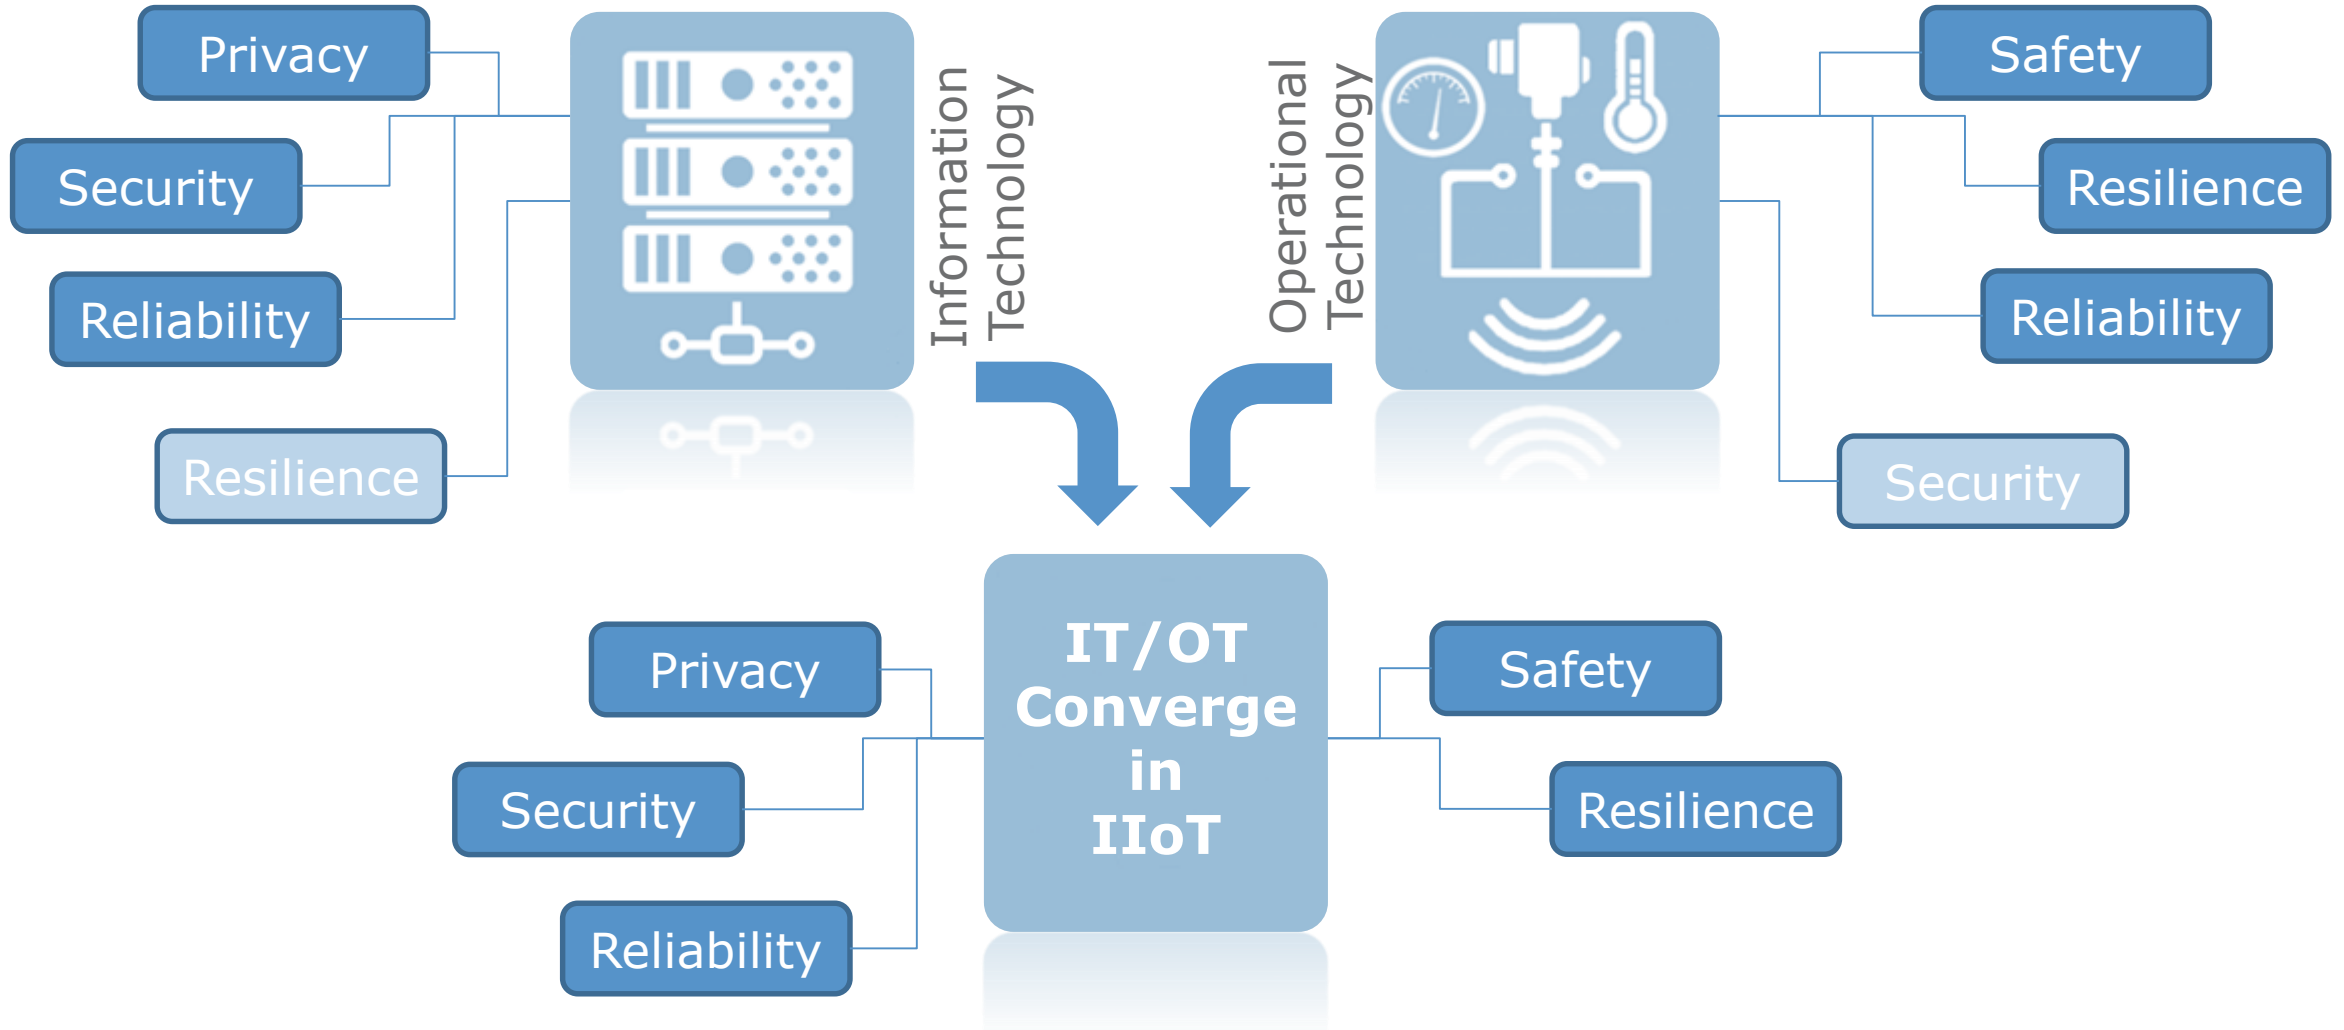 Privacy
Security
Reliability
Resilience
Information
Technology
Operational
Technology
Safety
Resilience
Reliability
Security
IT/OT
Converge
in
IIoT
Privacy
Security
Reliability
Safety
Resilience